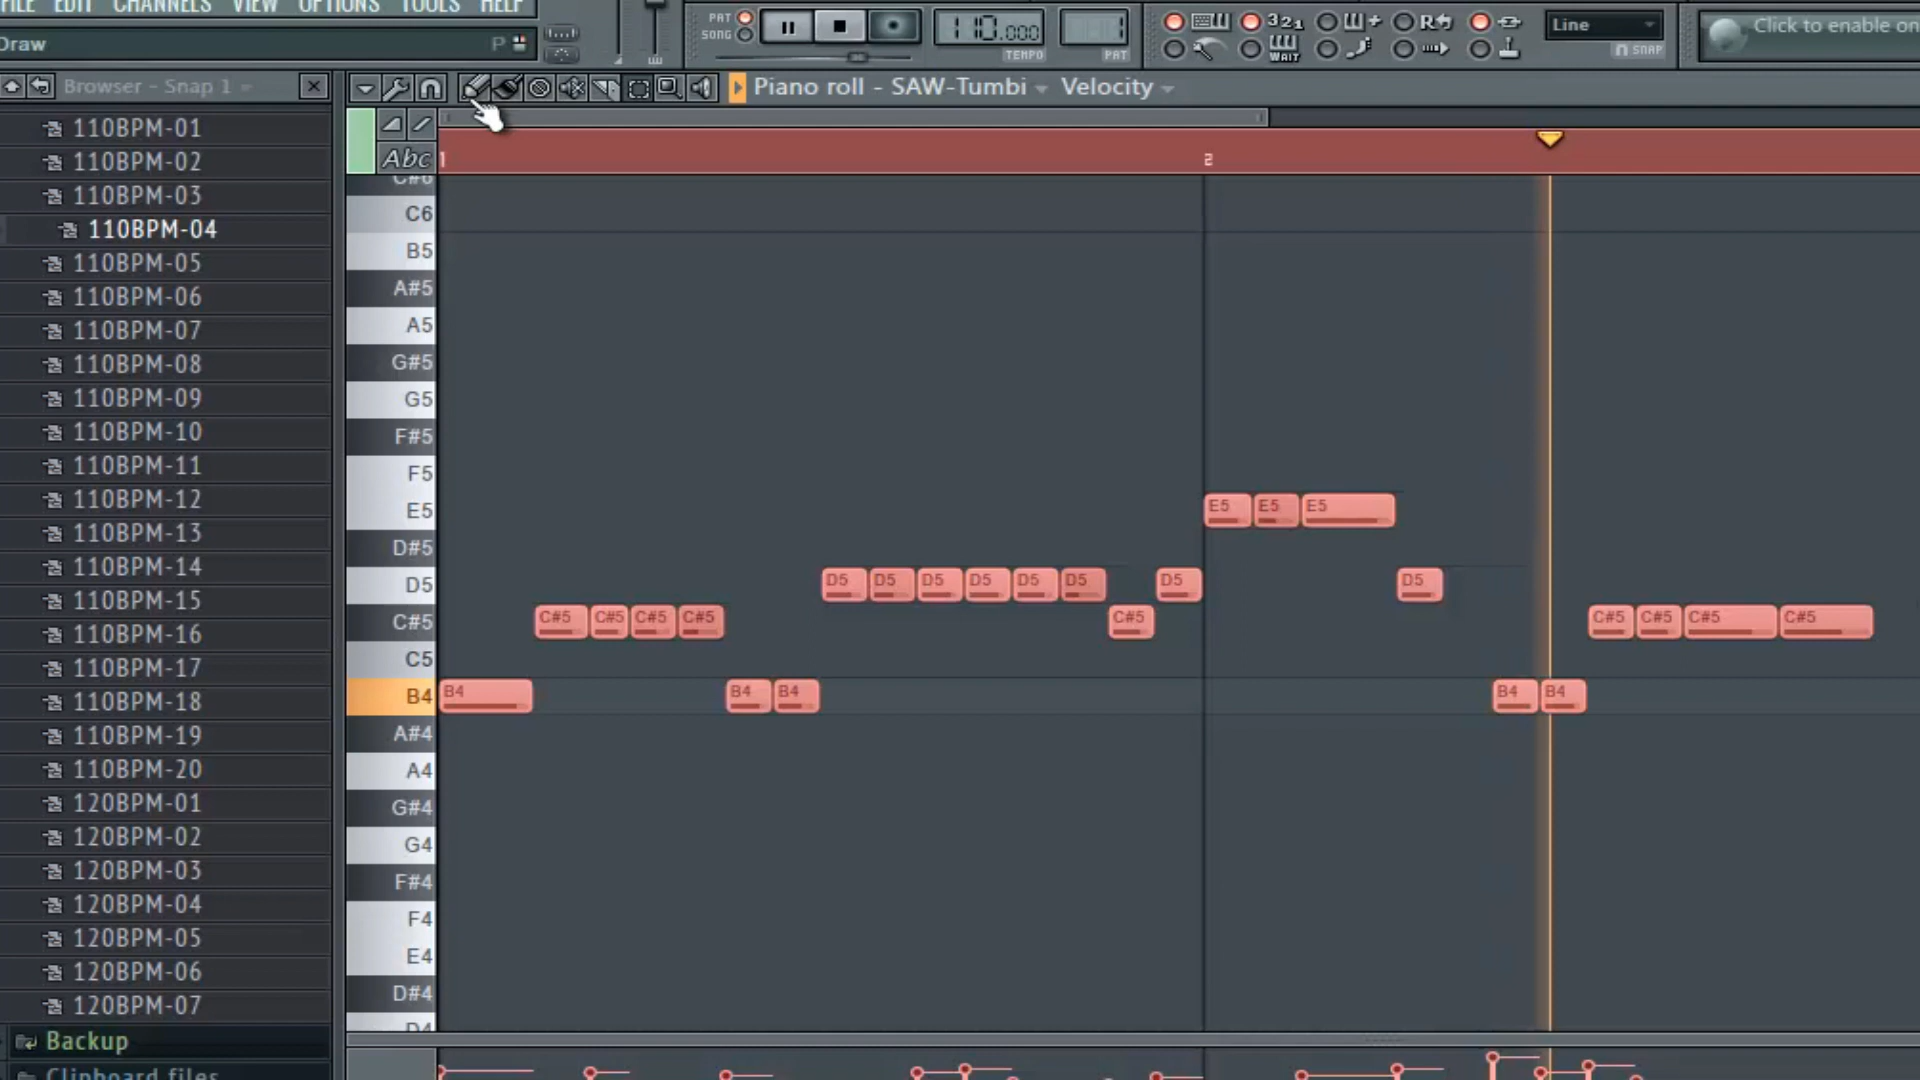 FILE EDIT CHANNELS VIEW OPTIONS TOOLS HELP
Draw
PAT
SONG
110.000
TEMPO
1
PAT
321
WAIT
Line
SNAP
Click to enable on
Browser - Snap 1
Piano roll - SAW-Tumbi Velocity
110BPM-01
110BPM-02
110BPM-03
110BPM-04
110BPM-05
110BPM-06
110BPM-07
110BPM-08
110BPM-09
110BPM-10
110BPM-11
110BPM-12
110BPM-13
110BPM-14
110BPM-15
110BPM-16
110BPM-17
110BPM-18
110BPM-19
110BPM-20
120BPM-01
120BPM-02
120BPM-03
120BPM-04
120BPM-05
120BPM-06
120BPM-07
Backup
Clipboard files
Abc 1 2
C#6
C6
B5
A#5
A5
G#5
G5
F#5
F5
E5 E5 E5 E5
D#5
D5 D5 D5 D5 D5 D5 D5 D5 D5
C#5 C#5 C#5 C#5 C#5 C#5 C#5 C#5 C#5 C#5
C5
B4 B4 B4 B4 B4 B4
A#4
A4
G#4
G4
F#4
F4
E4
D#4
D4